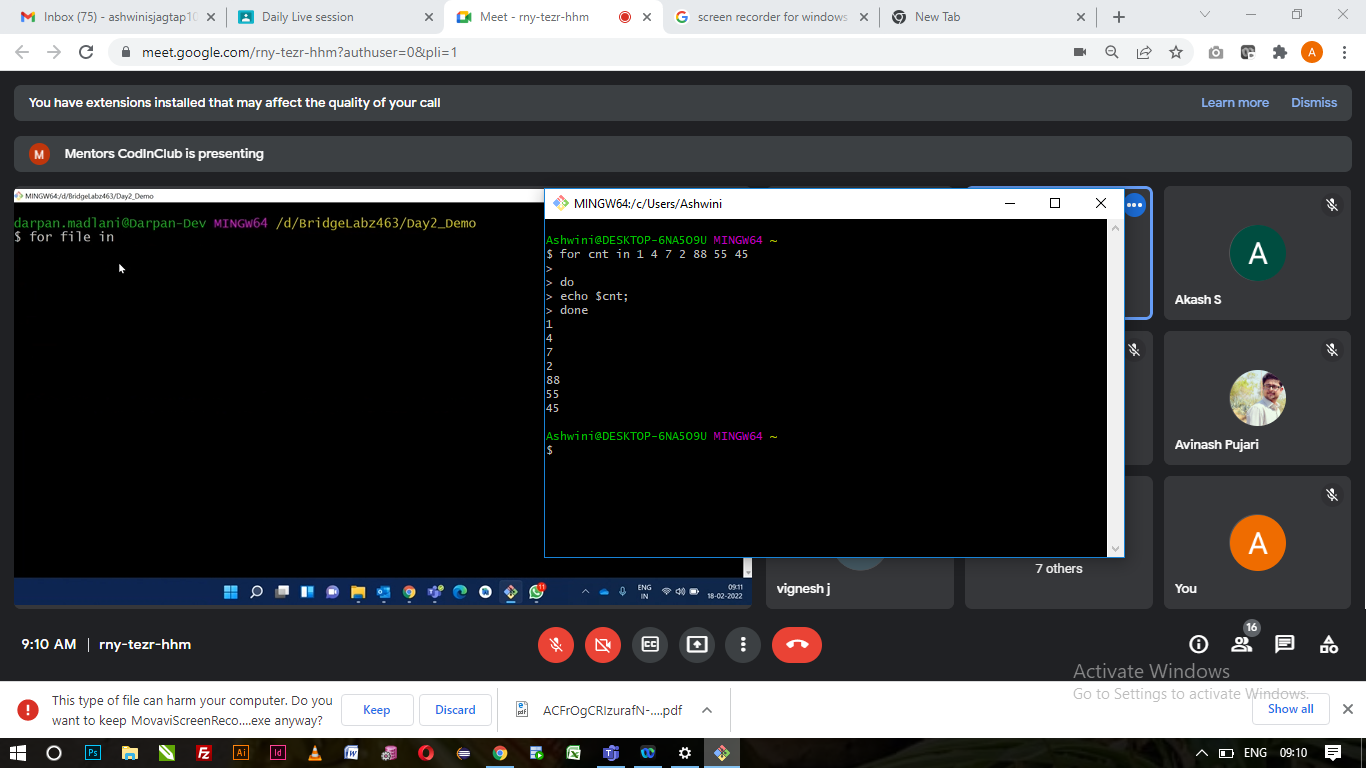 Inbox (75) - ashwinisjagtap10
Daily Live session
Meet - rny-tezr-hhm
screen recorder for windows
New Tab
meet.google.com/rny-tezr-hhm?authuser=0&pli=1
A
You have extensions installed that may affect the quality of your call
Learn more
Dismiss
M
Mentors CodInClub is presenting
MINGW64:/d/BridgeLabz463/Day2_Demo
darpan.madlani@Darpan-Dev MINGW64 /d/BridgeLabz463/Day2_Demo
$ for file in
MINGW64:/c/Users/Ashwini
Ashwini@DESKTOP-6NA5O9U MINGW64 ~
$ for cnt in 1 4 7 2 88 55 45
>
> do
> echo $cnt;
> done
1
4
7
2
88
55
45
Ashwini@DESKTOP-6NA5O9U MINGW64 ~
$
A
Akash S
Avinash Pujari
vignesh j
7 others
A
You
11
ENG
IN
09:11
18-02-2022
9:10 AM | rny-tezr-hhm
CC
16
Activate Windows
Go to Settings to activate Windows.
This type of file can harm your computer. Do you
want to keep MovaviScreenReco....exe anyway?
Keep
Discard
pdf
ACFrOgCRIzurafN-....pdf
Show all
Ps
Fz
Ai
Id
W
X
T
ENG
09:10